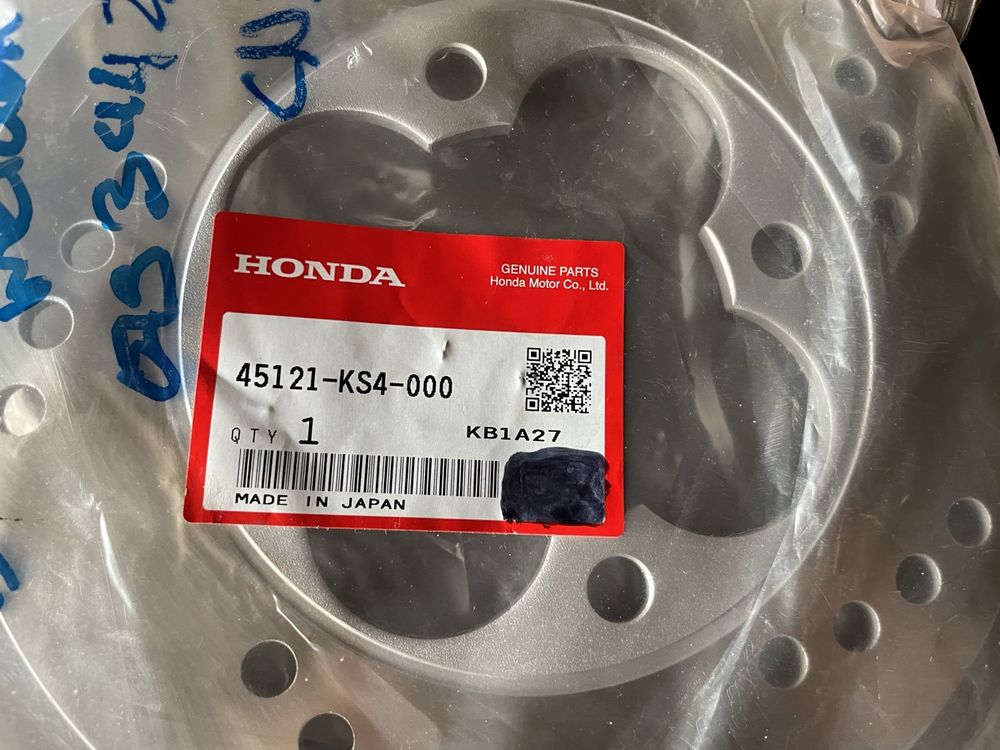 HONDA
GENUINE PARTS
Honda Motor Co., Ltd.
45121-KS4-000
QTY 1
KB1A27
MADE IN JAPAN